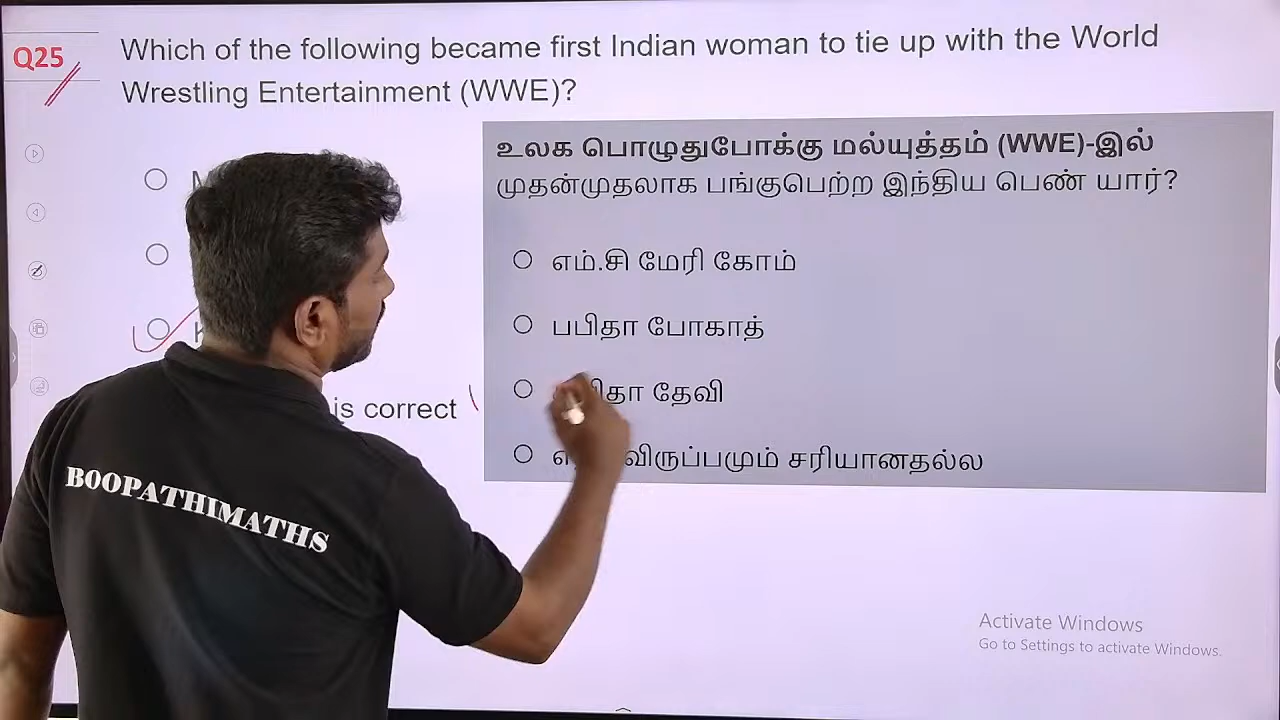 Q25
Which of the following became first Indian woman to tie up with the World
Wrestling Entertainment (WWE)?
உலக பொழுதுபோக்கு மல்யுத்தம் (WWE)-இல்
முதன்முதலாக பங்குபெற்ற இந்திய பெண் யார்?
எம்.சி மேரி கோம்
பபிதா போகாத்
தேவி
is correct
சரியானதல்ல
BOOPATHIMATHS
Activate Windows
Go to Settings to activate Windows.